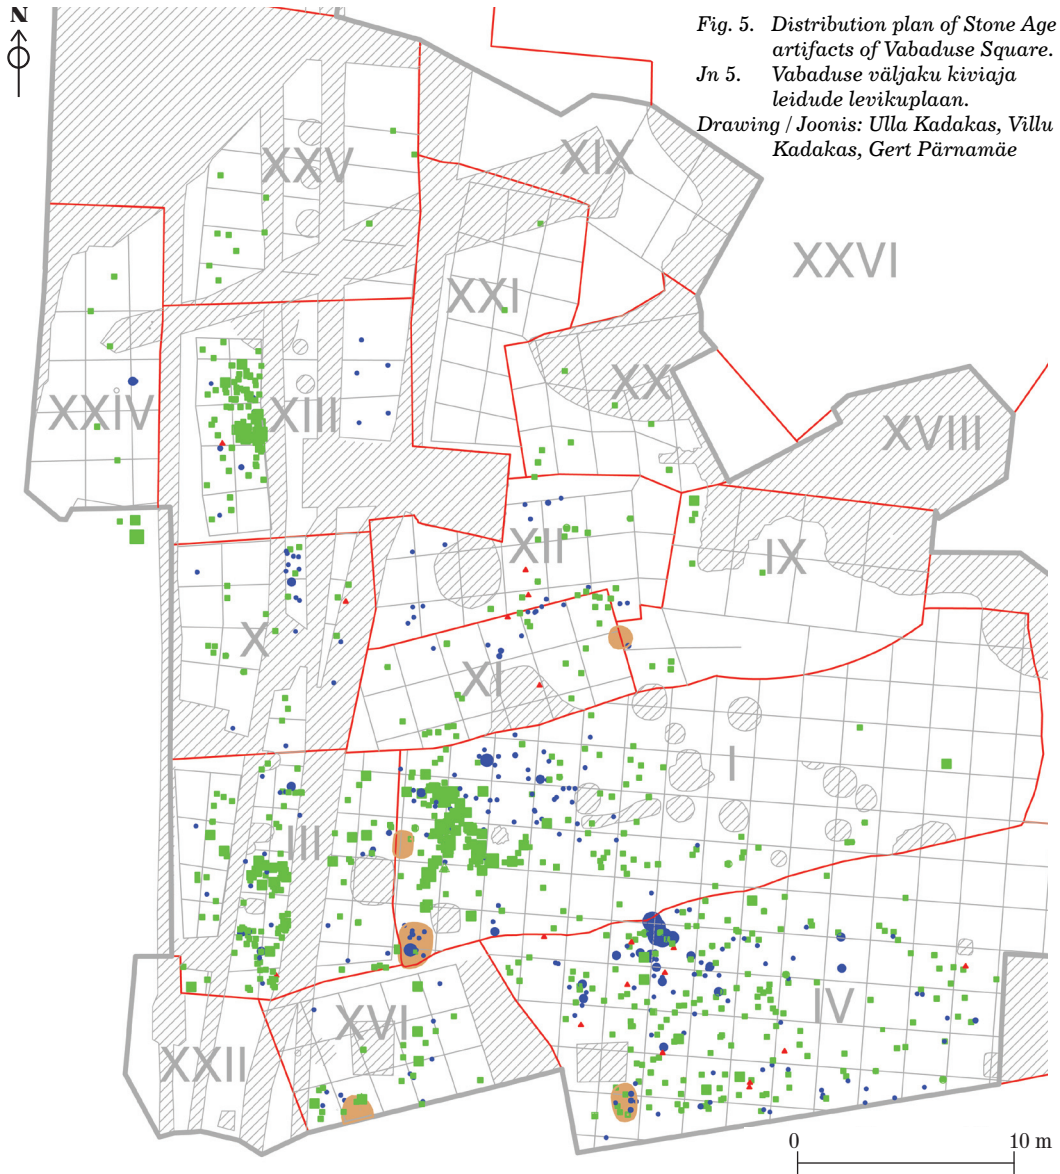 N
Fig. 5. Distribution plan of Stone Age
artifacts of Vabaduse Square.
Jn 5. Vabaduse väljaku kiviaja
leidude levikuplaan.
Drawing / Joonis: Ulla Kadakas, Villu
Kadakas, Gert Pärnamäe
XXV
XIX
XXVI
XXI
XX
XXIV
XIII
XVIII
XII
IX
X
XI
I
III
IV
XVI
XXII
0 10 m